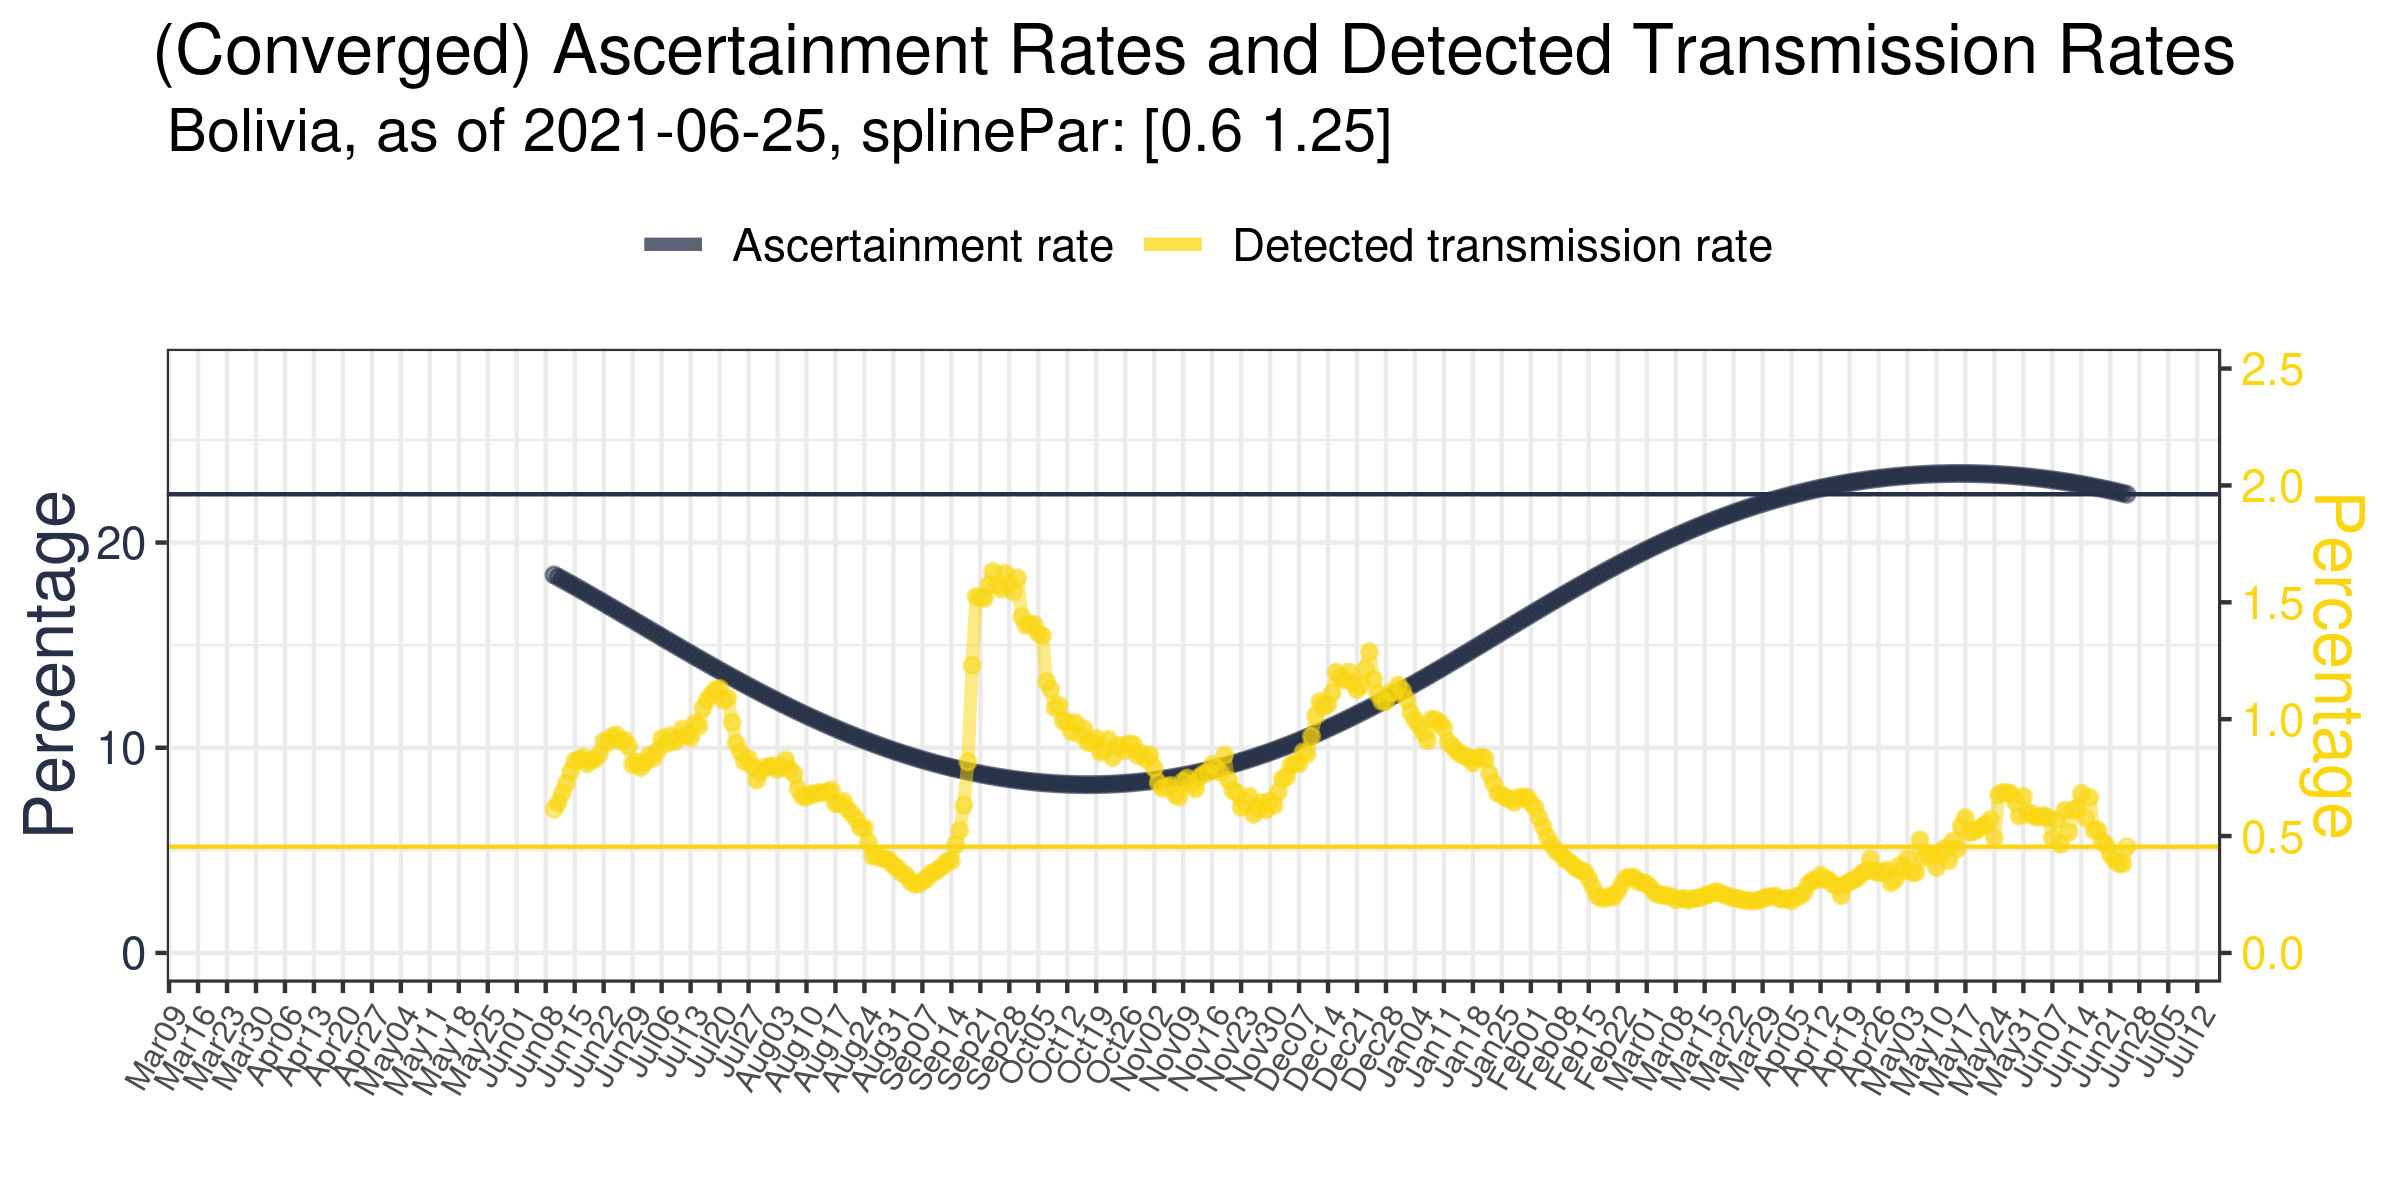 (Converged) Ascertainment Rates and Detected Transmission Rates
Bolivia, as of 2021-06-25, splinePar: [0.6 1.25]
Ascertainment rate
Detected transmission rate
Percentage
20
10
0
2.5
2.0
1.5
1.0
0.5
0.0
Percentage
Mar09
Mar16
Mar23
Mar30
Apr06
Apr13
Apr20
Apr27
May04
May11
May18
May25
Jun01
Jun08
Jun15
Jun22
Jun29
Jul06
Jul13
Jul20
Jul27
Aug03
Aug10
Aug17
Aug24
Aug31
Sep07
Sep14
Sep21
Sep28
Oct05
Oct12
Oct19
Oct26
Nov02
Nov09
Nov16
Nov23
Nov30
Dec07
Dec14
Dec21
Dec28
Jan04
Jan11
Jan18
Jan25
Feb01
Feb08
Feb15
Feb22
Mar01
Mar08
Mar15
Mar22
Mar29
Apr05
Apr12
Apr19
Apr26
May03
May10
May17
May24
May31
Jun07
Jun14
Jun21
Jun28
Jul05
Jul12